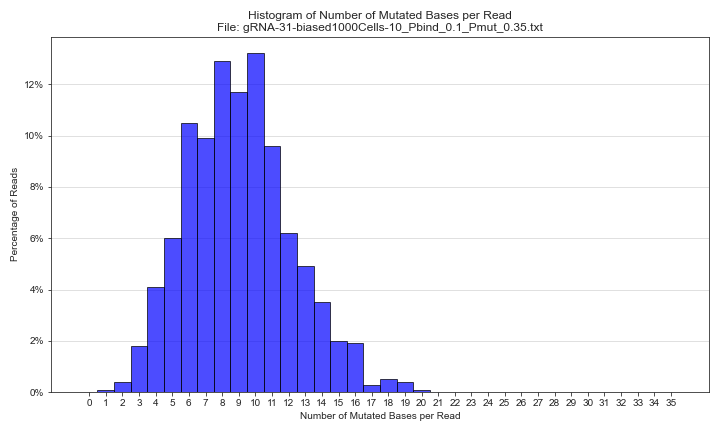 Histogram of Number of Mutated Bases per Read
File: gRNA-31-biased1000Cells-10_Pbind_0.1_Pmut_0.35.txt
Percentage of Reads
12%
10%
8%
6%
4%
2%
0%
0 1 2 3 4 5 6 7 8 9 10 11 12 13 14 15 16 17 18 19 20 21 22 23 24 25 26 27 28 29 30 31 32 33 34 35
Number of Mutated Bases per Read